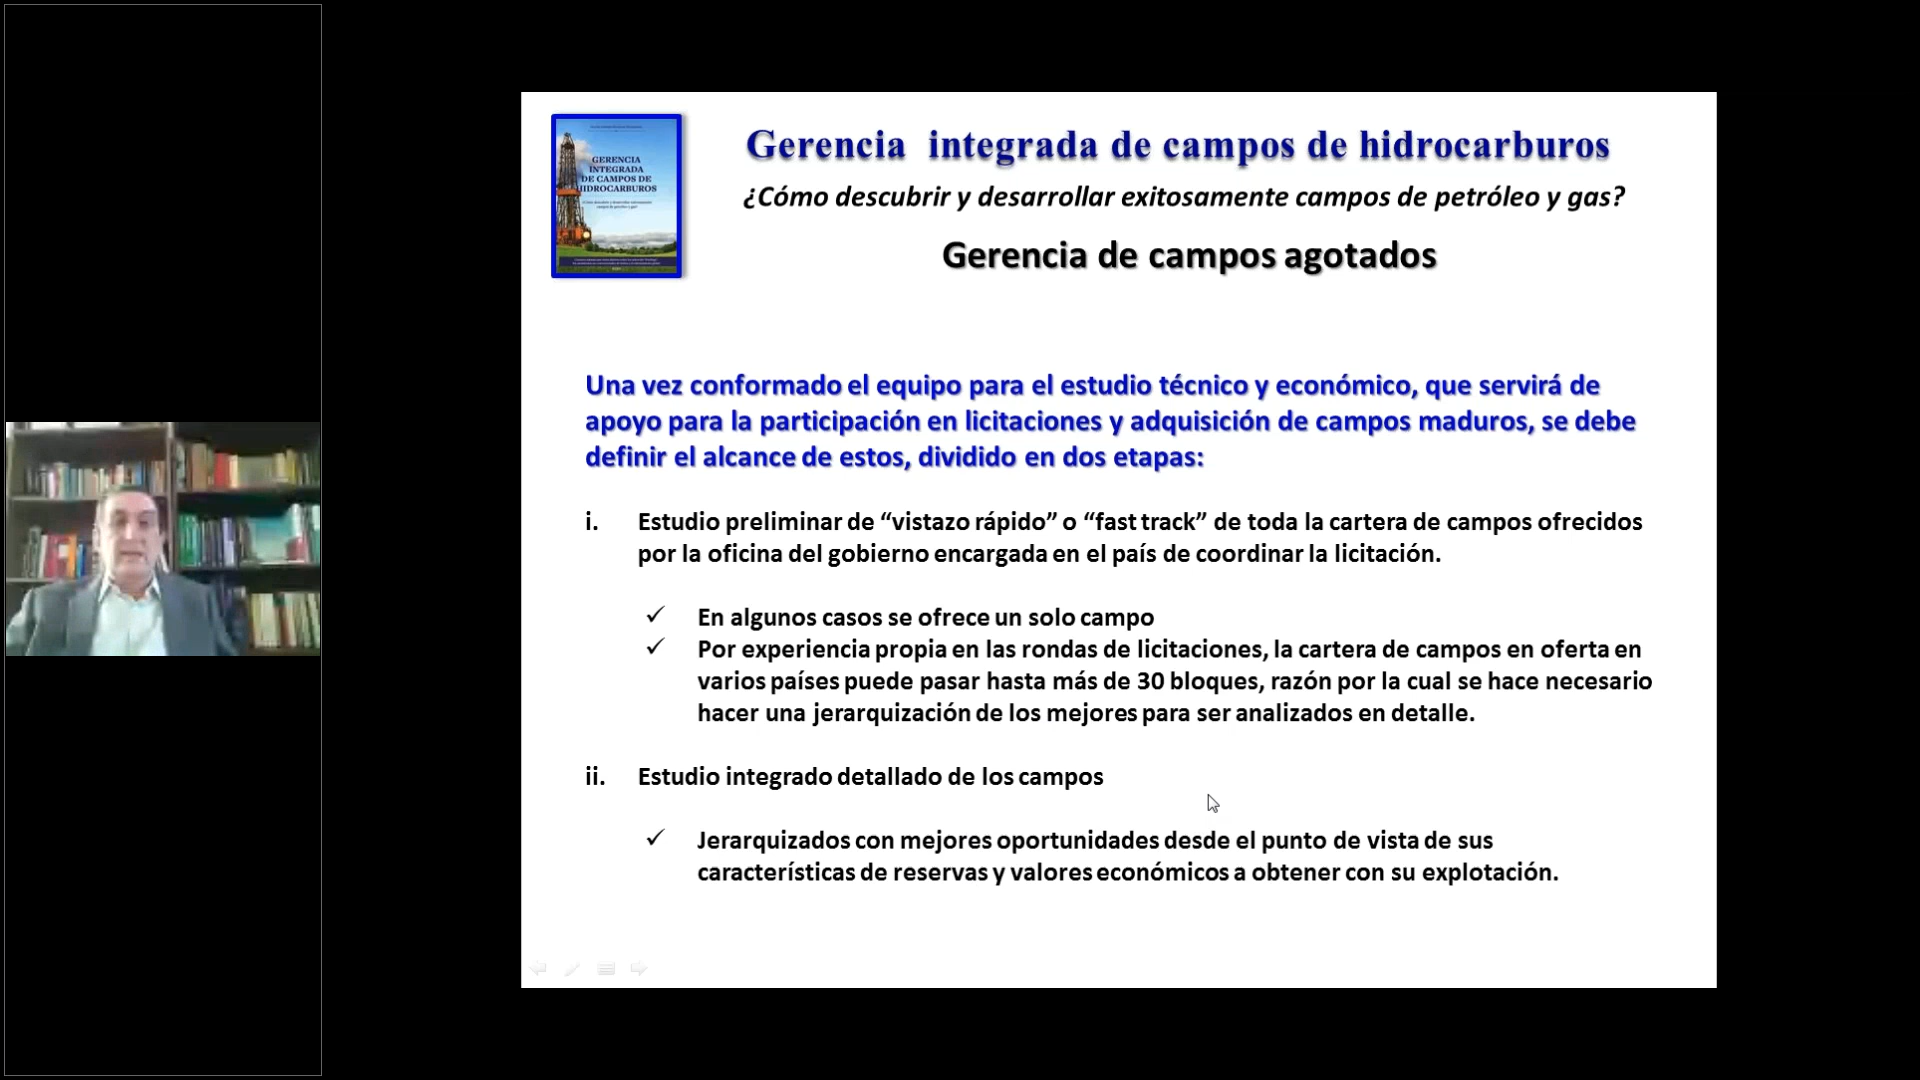 GERENCIA
INTEGRADA
DE CAMPOS DE
HIDROCARBUROS
Gerencia integrada de campos de hidrocarburos
¿Cómo descubrir y desarrollar exitosamente campos de petróleo y gas?
Gerencia de campos agotados
Una vez conformado el equipo para el estudio técnico y económico, que servirá de
apoyo para la participación en licitaciones y adquisición de campos maduros, se debe
definir el alcance de estos, dividido en dos etapas:
i. Estudio preliminar de “vistazo rápido” o “fast track” de toda la cartera de campos ofrecidos
por la oficina del gobierno encargada en el país de coordinar la licitación.
✓ En algunos casos se ofrece un solo campo
✓ Por experiencia propia en las rondas de licitaciones, la cartera de campos en oferta en
varios países puede pasar hasta más de 30 bloques, razón por la cual se hace necesario
hacer una jerarquización de los mejores para ser analizados en detalle.
ii. Estudio integrado detallado de los campos
✓ Jerarquizados con mejores oportunidades desde el punto de vista de sus
características de reservas y valores económicos a obtener con su explotación.